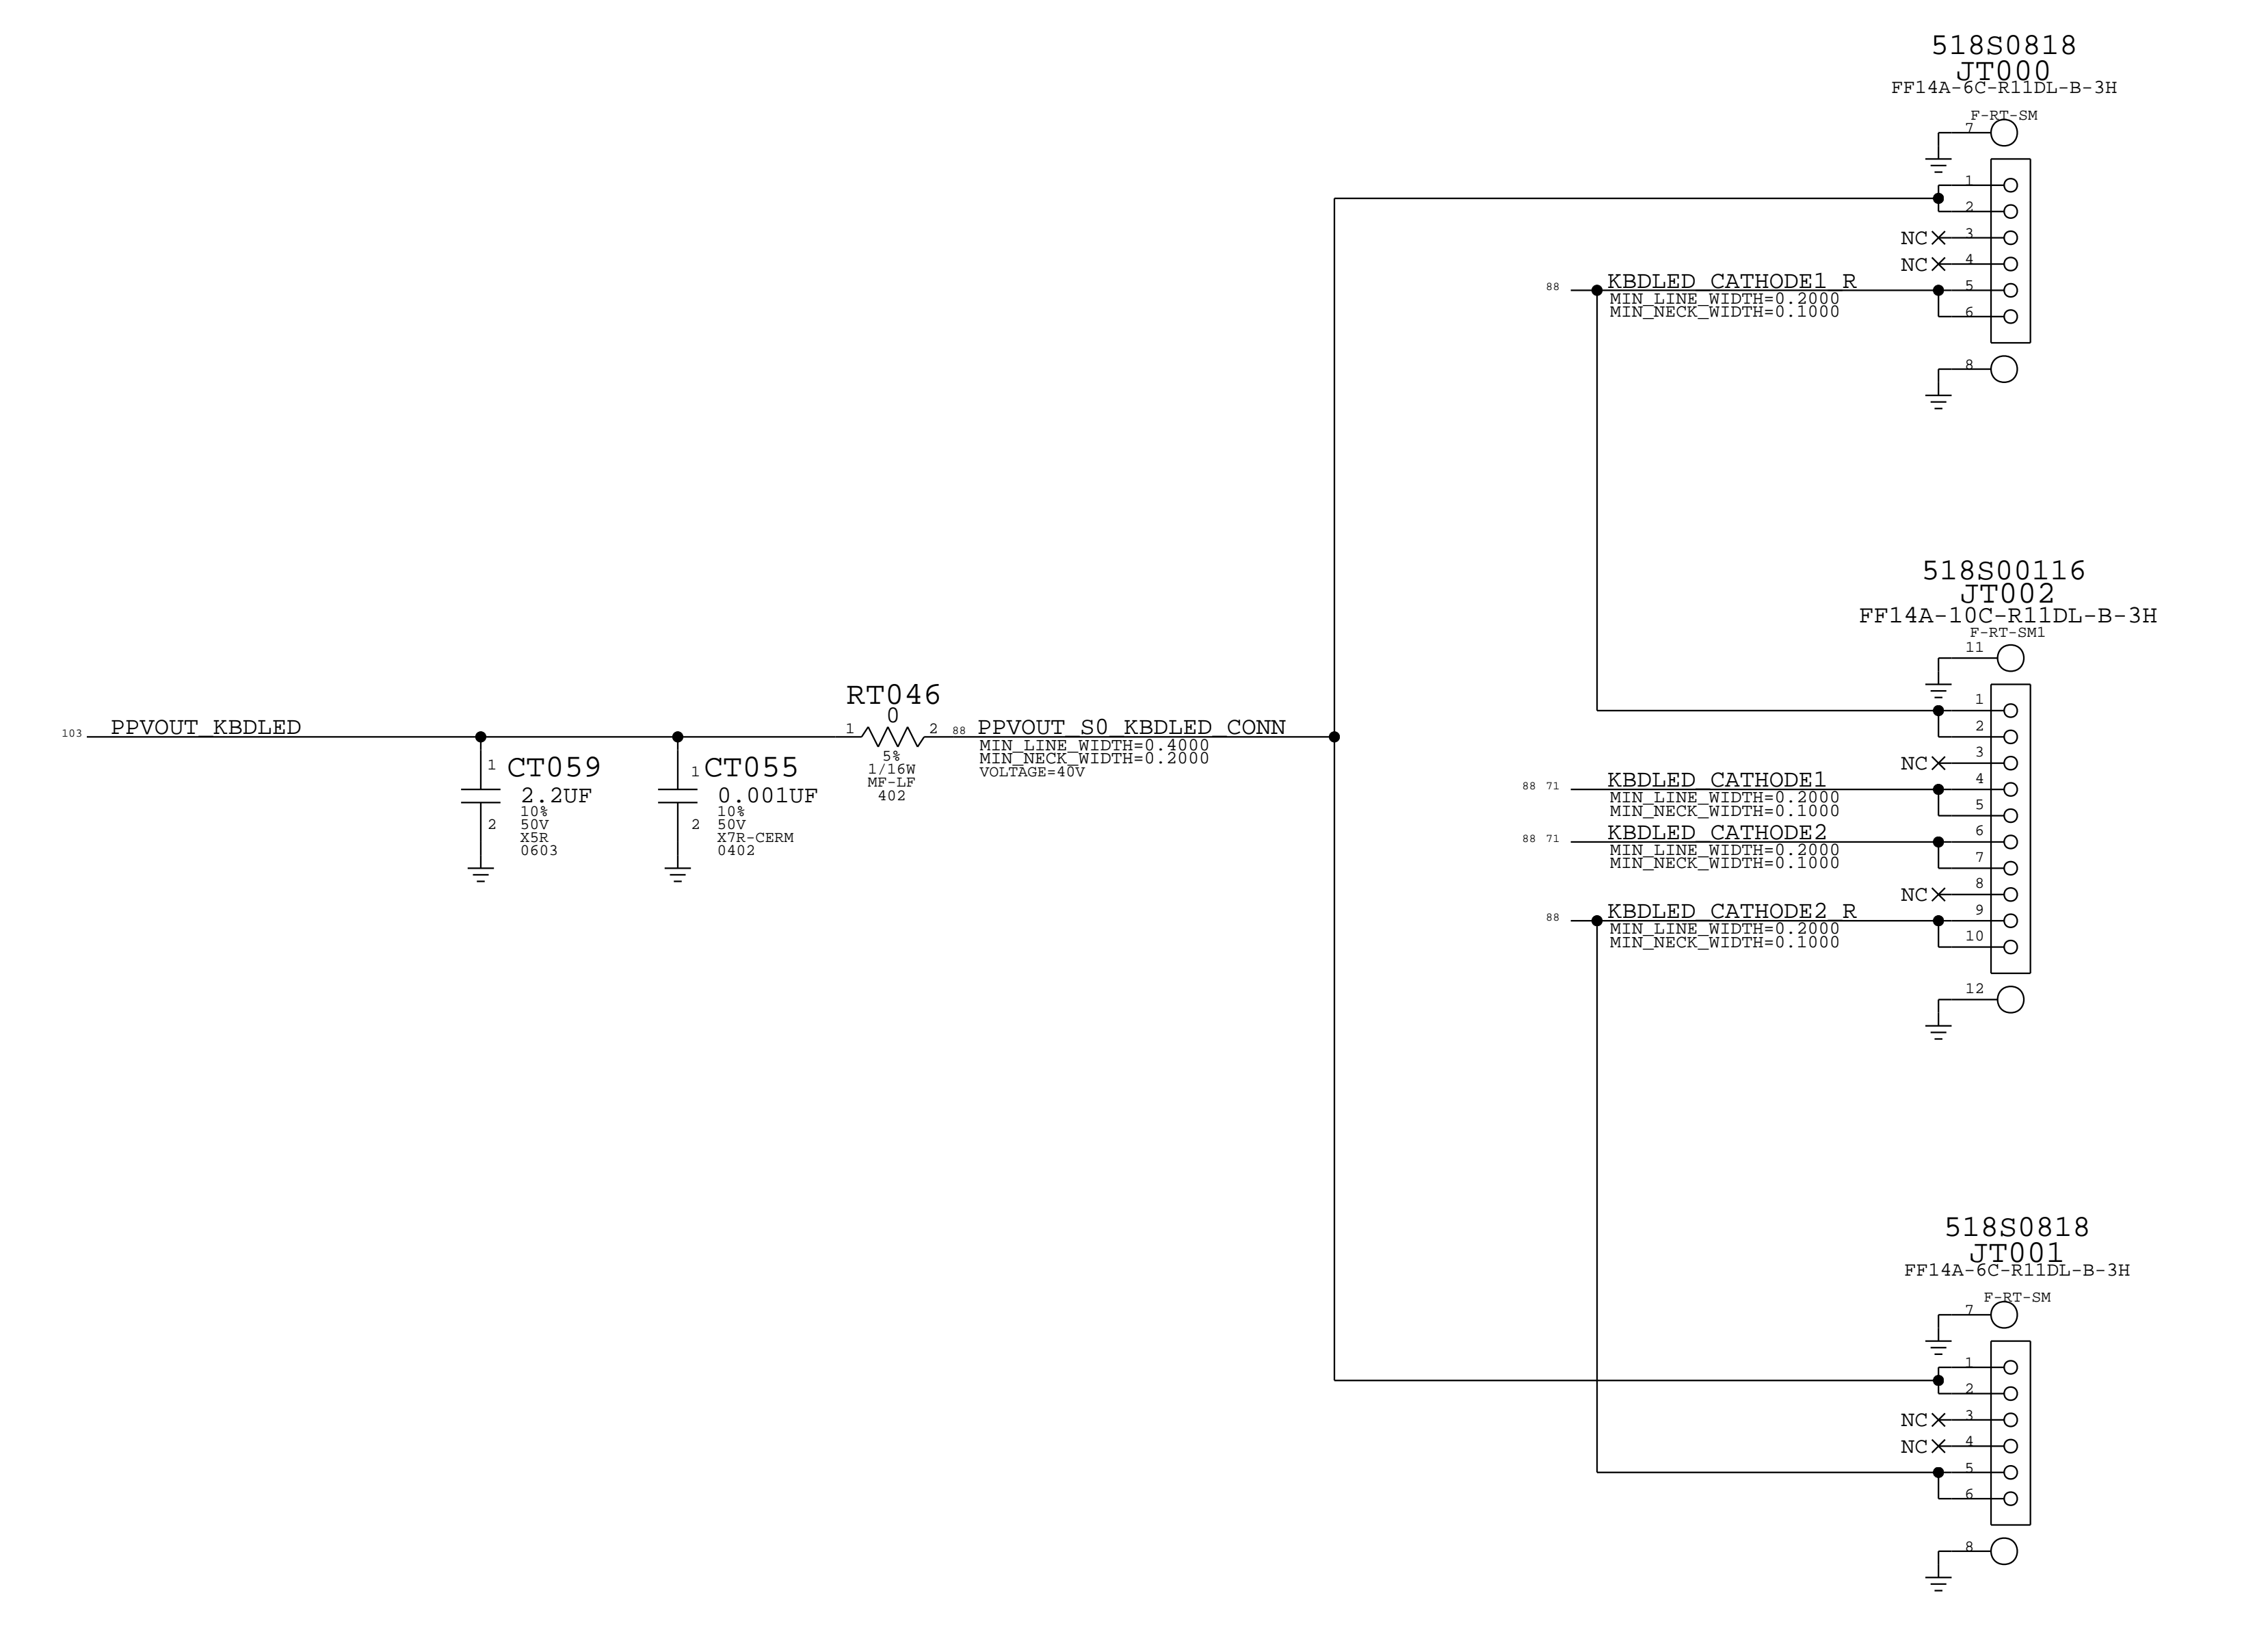 518S0818
JT000
FF14A-6C-R11DL-B-3H
F-RT-SM
7
1
2
NC 3
NC 4
88 KBDLED_CATHODE1_R 5
MIN_LINE_WIDTH=0.2000
MIN_NECK_WIDTH=0.1000 6
8
518S00116
JT002
FF14A-10C-R11DL-B-3H
F-RT-SM1
11
1
2
NC 3
88 71 KBDLED_CATHODE1 4
MIN_LINE_WIDTH=0.2000
MIN_NECK_WIDTH=0.1000 5
88 71 KBDLED_CATHODE2 6
MIN_LINE_WIDTH=0.2000
MIN_NECK_WIDTH=0.1000 7
NC 8
88 KBDLED_CATHODE2_R 9
MIN_LINE_WIDTH=0.2000
MIN_NECK_WIDTH=0.1000 10
12
103 PPVOUT_KBDLED
1 CT059
2.2UF
10%
2 50V
X5R
0603
1 CT055
0.001UF
10%
2 50V
X7R-CERM
0402
RT046
0
1 2
5%
1/16W
MF-LF
402
88 PPVOUT_S0_KBDLED_CONN
MIN_LINE_WIDTH=0.4000
MIN_NECK_WIDTH=0.2000
VOLTAGE=40V
518S0818
JT001
FF14A-6C-R11DL-B-3H
F-RT-SM
7
1
2
NC 3
NC 4
5
6
8